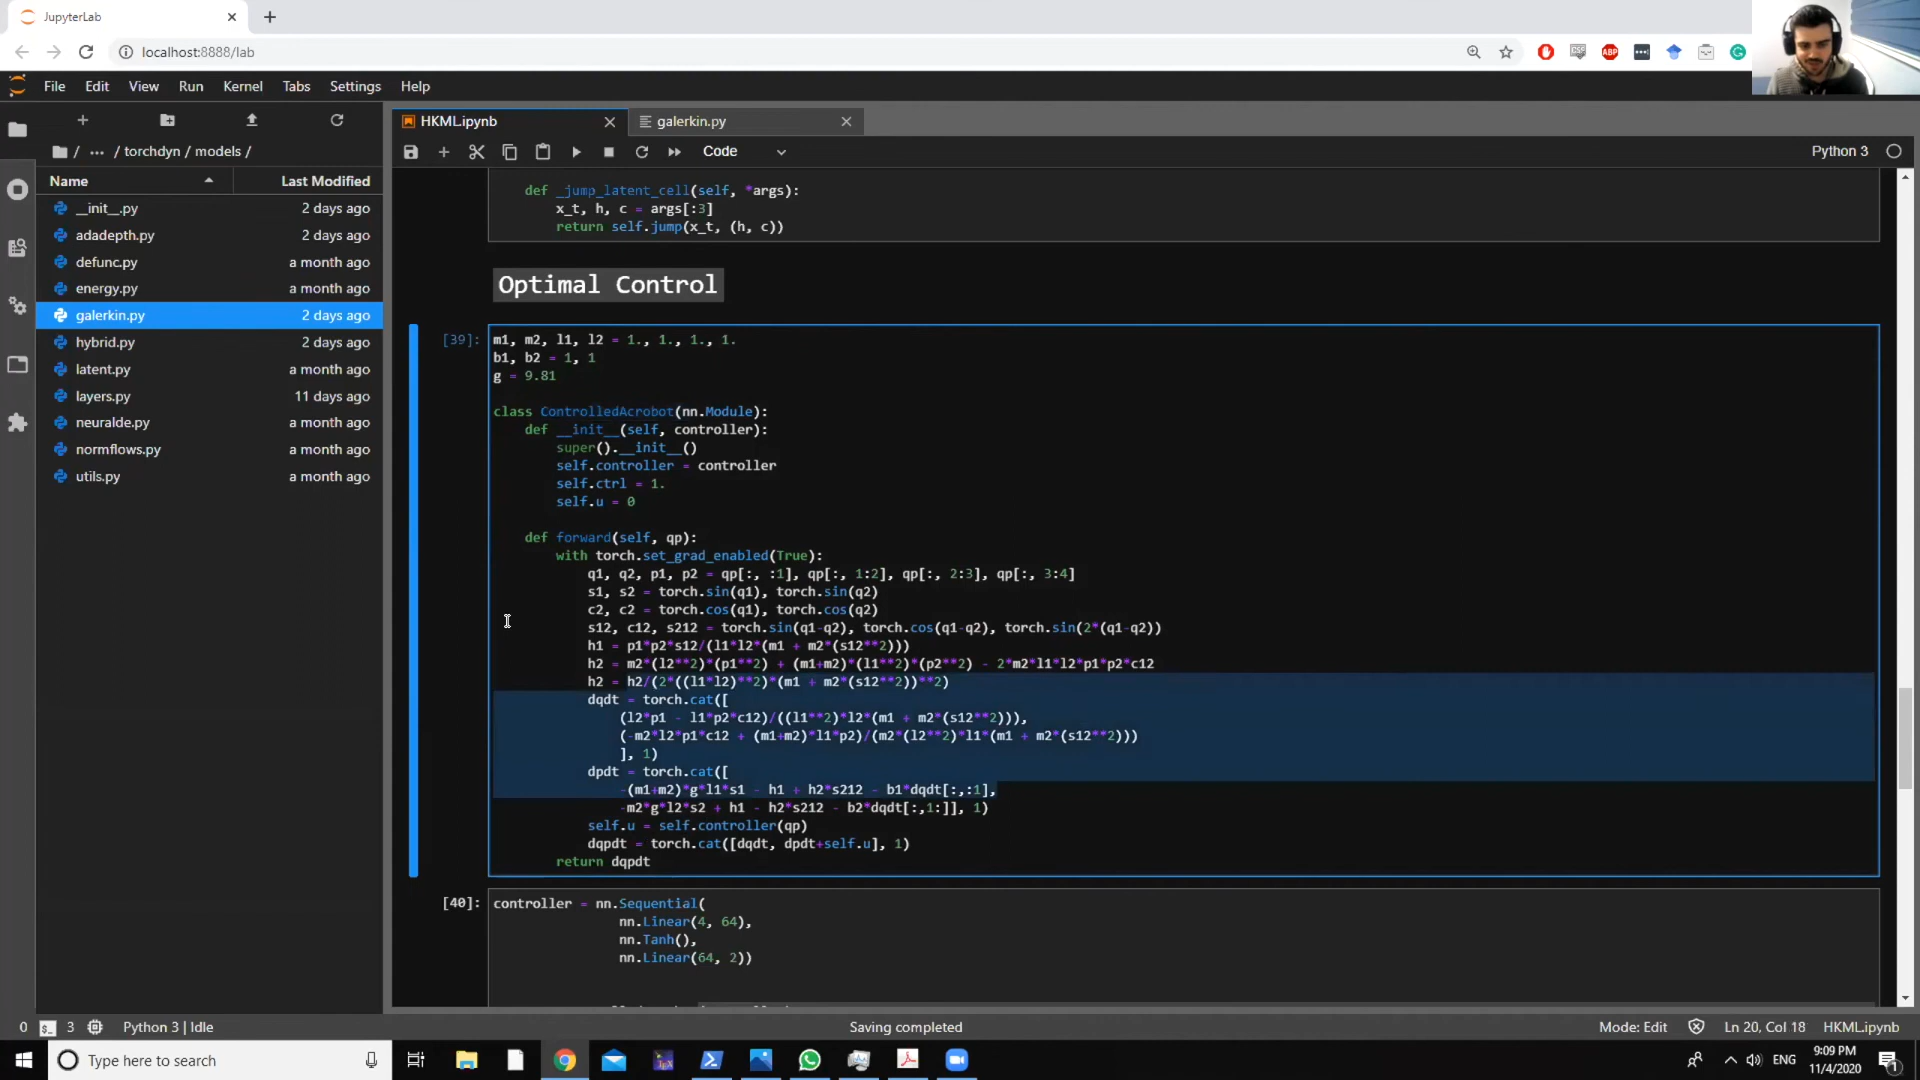 JupyterLab
localhost:8888/lab
File Edit View Run Kernel Tabs Settings Help
HKML.ipynb
galerkin.py
/ ... / torchdyn / models /
Code
Python 3
Name Last Modified
__init__.py 2 days ago
adadepth.py 2 days ago
defunc.py a month ago
energy.py a month ago
galerkin.py 2 days ago
hybrid.py 2 days ago
latent.py a month ago
layers.py 11 days ago
neuralde.py a month ago
normflows.py a month ago
utils.py a month ago
def _jump_latent_cell(self, *args):
x_t, h, c = args[:3]
return self.jump(x_t, (h, c))
Optimal Control
[39]: m1, m2, l1, l2 = 1., 1., 1., 1.
b1, b2 = 1, 1
g = 9.81
class ControlledAcrobot(nn.Module):
def __init__(self, controller):
super().__init__()
self.controller = controller
self.ctrl = 1.
self.u = 0
def forward(self, qp):
with torch.set_grad_enabled(True):
q1, q2, p1, p2 = qp[:, :1], qp[:, 1:2], qp[:, 2:3], qp[:, 3:4]
s1, s2 = torch.sin(q1), torch.sin(q2)
c2, c2 = torch.cos(q1), torch.cos(q2)
s12, c12, s212 = torch.sin(q1-q2), torch.cos(q1-q2), torch.sin(2*(q1-q2))
h1 = p1*p2*s12/(l1*l2*(m1 + m2*(s12**2)))
h2 = m2*(l2**2)*(p1**2) + (m1+m2)*(l1**2)*(p2**2) - 2*m2*l1*l2*p1*p2*c12
h2 = h2/(2*((l1*l2)**2)*(m1 + m2*(s12**2))**2)
dqdt = torch.cat([
(l2*p1 - l1*p2*c12)/((l1**2)*l2*(m1 + m2*(s12**2))),
(-m2*l2*p1*c12 + (m1+m2)*l1*p2)/(m2*(l2**2)*l1*(m1 + m2*(s12**2)))
], 1)
dpdt = torch.cat([
-(m1+m2)*g*l1*s1 - h1 + h2*s212 - b1*dqdt[:,:1],
-m2*g*l2*s2 + h1 - h2*s212 - b2*dqdt[:,1:]], 1)
self.u = self.controller(qp)
dqpdt = torch.cat([dqdt, dpdt+self.u], 1)
return dqpdt
[40]: controller = nn.Sequential(
nn.Linear(4, 64),
nn.Tanh(),
nn.Linear(64, 2))
0 3 Python 3 | Idle
Saving completed
Mode: Edit Ln 20, Col 18 HKML.ipynb
Type here to search
ENG
9:09 PM
11/4/2020